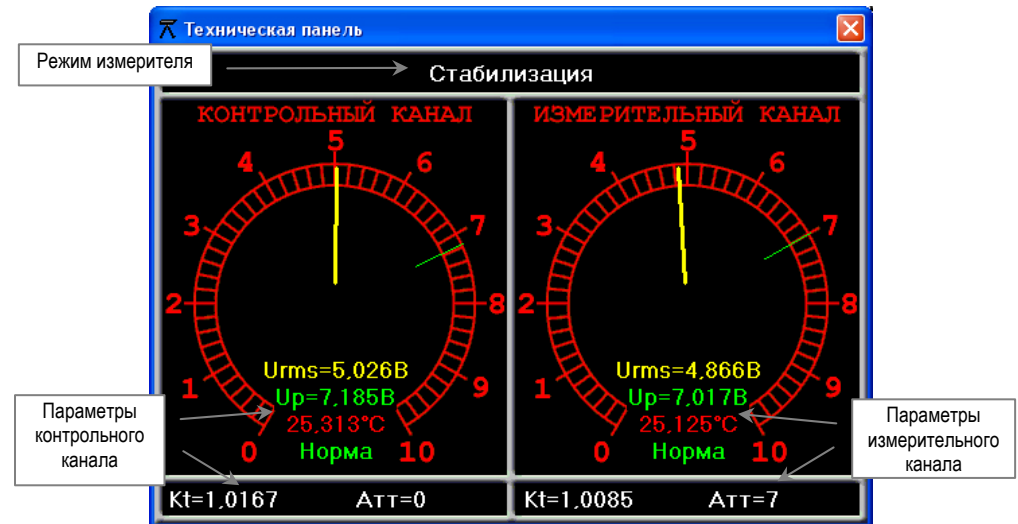 Техническая панель
Режим измерителя
Стабилизация
КОНТРОЛЬНЫЙ КАНАЛ
5
4
6
3
7
2
8
1
9
0
10
Urms=5,026В
Up=7,185В
25,313°C
Норма
ИЗМЕРИТЕЛЬНЫЙ КАНАЛ
5
4
6
3
7
2
8
1
9
0
10
Urms=4,866В
Up=7,017В
25,125°C
Норма
Параметры
контрольного
канала
Параметры
измерительного
канала
Kt=1,0167 Атт=0
Kt=1,0085 Атт=7